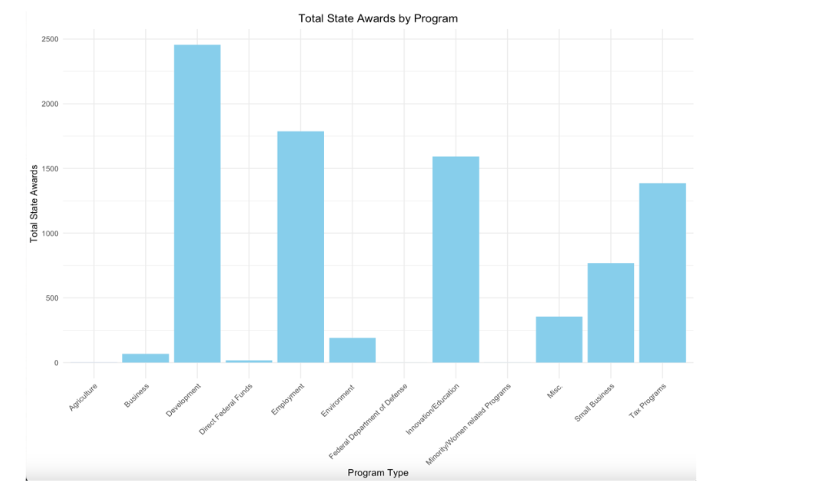 Total State Awards by Program
Total State Awards
2500
2000
1500
1000
500
0
Agriculture
Business
Development
Direct Federal Funds
Employment
Environment
Federal Department of Defense
Innovation/Education
Minority/Women related Programs
Misc.
Small Business
Tax Programs
Program Type